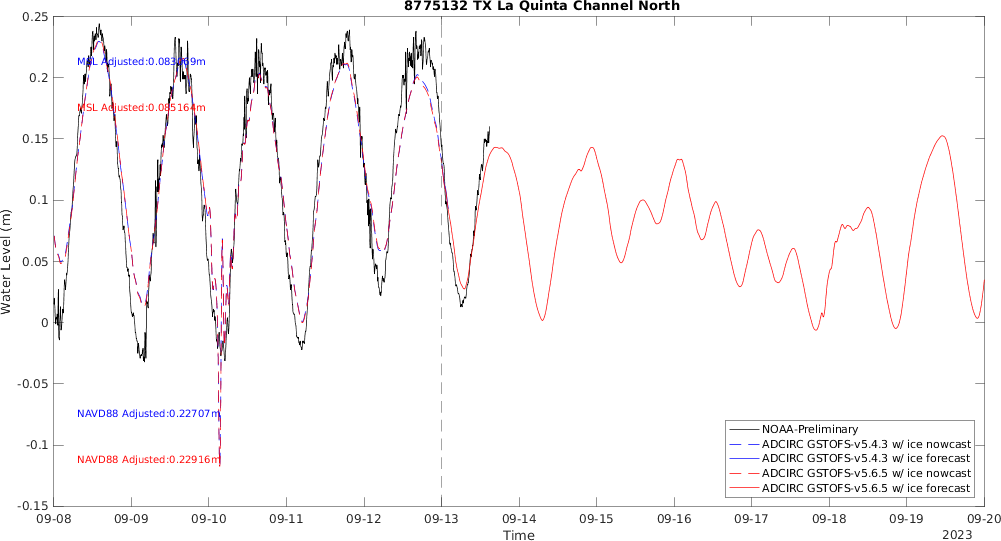 8775132 TX La Quinta Channel North
Water Level (m)
0.25
0.2
0.15
0.1
0.05
0
-0.05
-0.1
-0.15
MSL Adjusted:
MSL Adjusted:0.085164m
NAVD88 Adjusted:0.22707m
NAVD88 Adjusted:0.22916m
NOAA-Preliminary
ADCIRC GSTOFS-v5.4.3 w/ ice nowcast
ADCIRC GSTOFS-v5.4.3 w/ ice forecast
ADCIRC GSTOFS-v5.6.5 w/ ice nowcast
ADCIRC GSTOFS-v5.6.5 w/ ice forecast
09-08 09-09 09-10 09-11 09-12 09-13 09-14 09-15 09-16 09-17 09-18 09-19 09-20
Time
2023